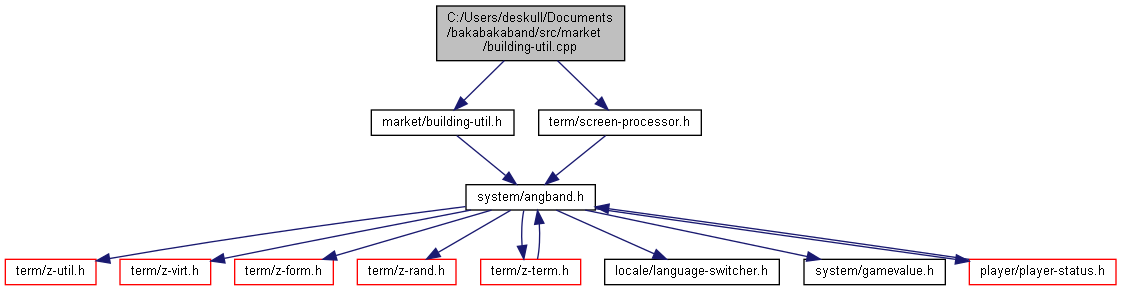 C:/Users/deskull/Documents
/bakabakaband/src/market
/building-util.cpp
market/building-util.h
term/screen-processor.h
system/angband.h
term/z-util.h
term/z-virt.h
term/z-form.h
term/z-rand.h
term/z-term.h
locale/language-switcher.h
system/gamevalue.h
player/player-status.h